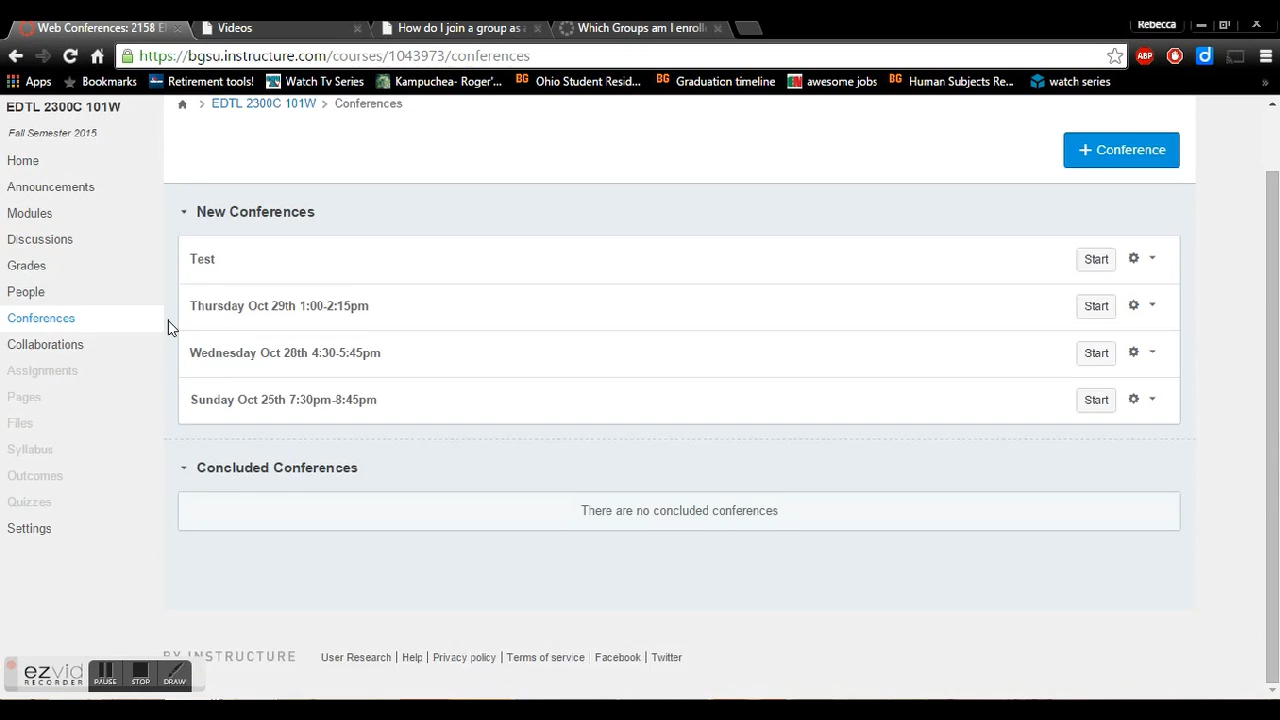 Web Conferences: 2158 E
Videos
How do I join a group as
Which Groups am I enroll
Rebecca
https://bgsu.instructure.com/courses/1043973/conferences
ABP
Apps
Bookmarks
Retirement tools!
Watch Tv Series
Kampuchea- Roger'...
BG Ohio Student Resid...
BG Graduation timeline
awesome jobs
BG Human Subjects Re...
watch series
»
EDTL 2300C 101W
> EDTL 2300C 101W > Conferences
Fall Semester 2015
+ Conference
Home
Announcements
Modules
Discussions
Grades
People
Conferences
Collaborations
Assignments
Pages
Files
Syllabus
Outcomes
Quizzes
Settings
New Conferences
Test
Start
Thursday Oct 29th 1:00-2:15pm
Start
Wednesday Oct 28th 4:30-5:45pm
Start
Sunday Oct 25th 7:30pm-8:45pm
Start
Concluded Conferences
There are no concluded conferences
BY INSTRUCTURE
User Research | Help | Privacy policy | Terms of service | Facebook | Twitter
ezvid
RECORDER
PAUSE
STOP
DRAW